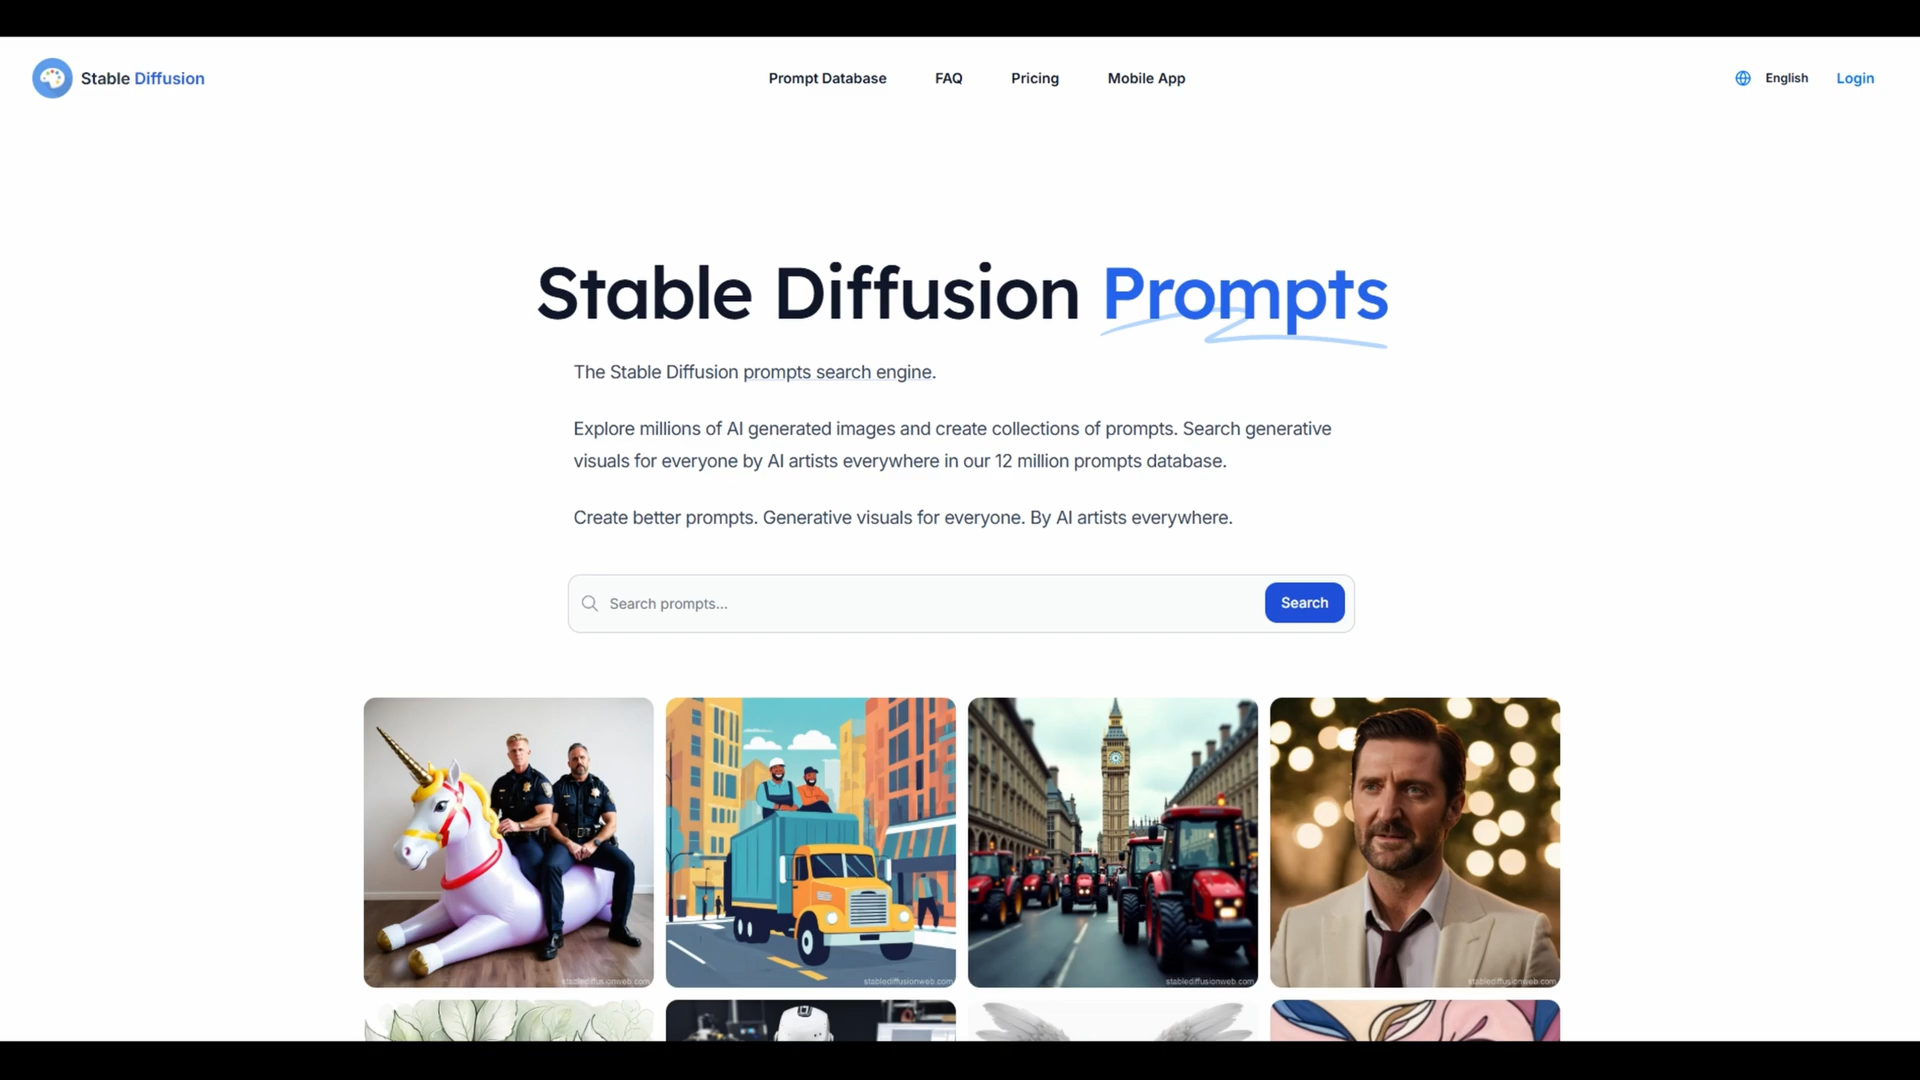 Stable Diffusion
Prompt Database
FAQ
Pricing
Mobile App
English
Login
Stable Diffusion Prompts
The Stable Diffusion prompts search engine.
Explore millions of AI generated images and create collections of prompts. Search generative
visuals for everyone by AI artists everywhere in our 12 million prompts database.
Create better prompts. Generative visuals for everyone. By AI artists everywhere.
Search prompts...
Search
stablediffusionweb.com
stablediffusionweb.com
stablediffusionweb.com
stablediffusionweb.com